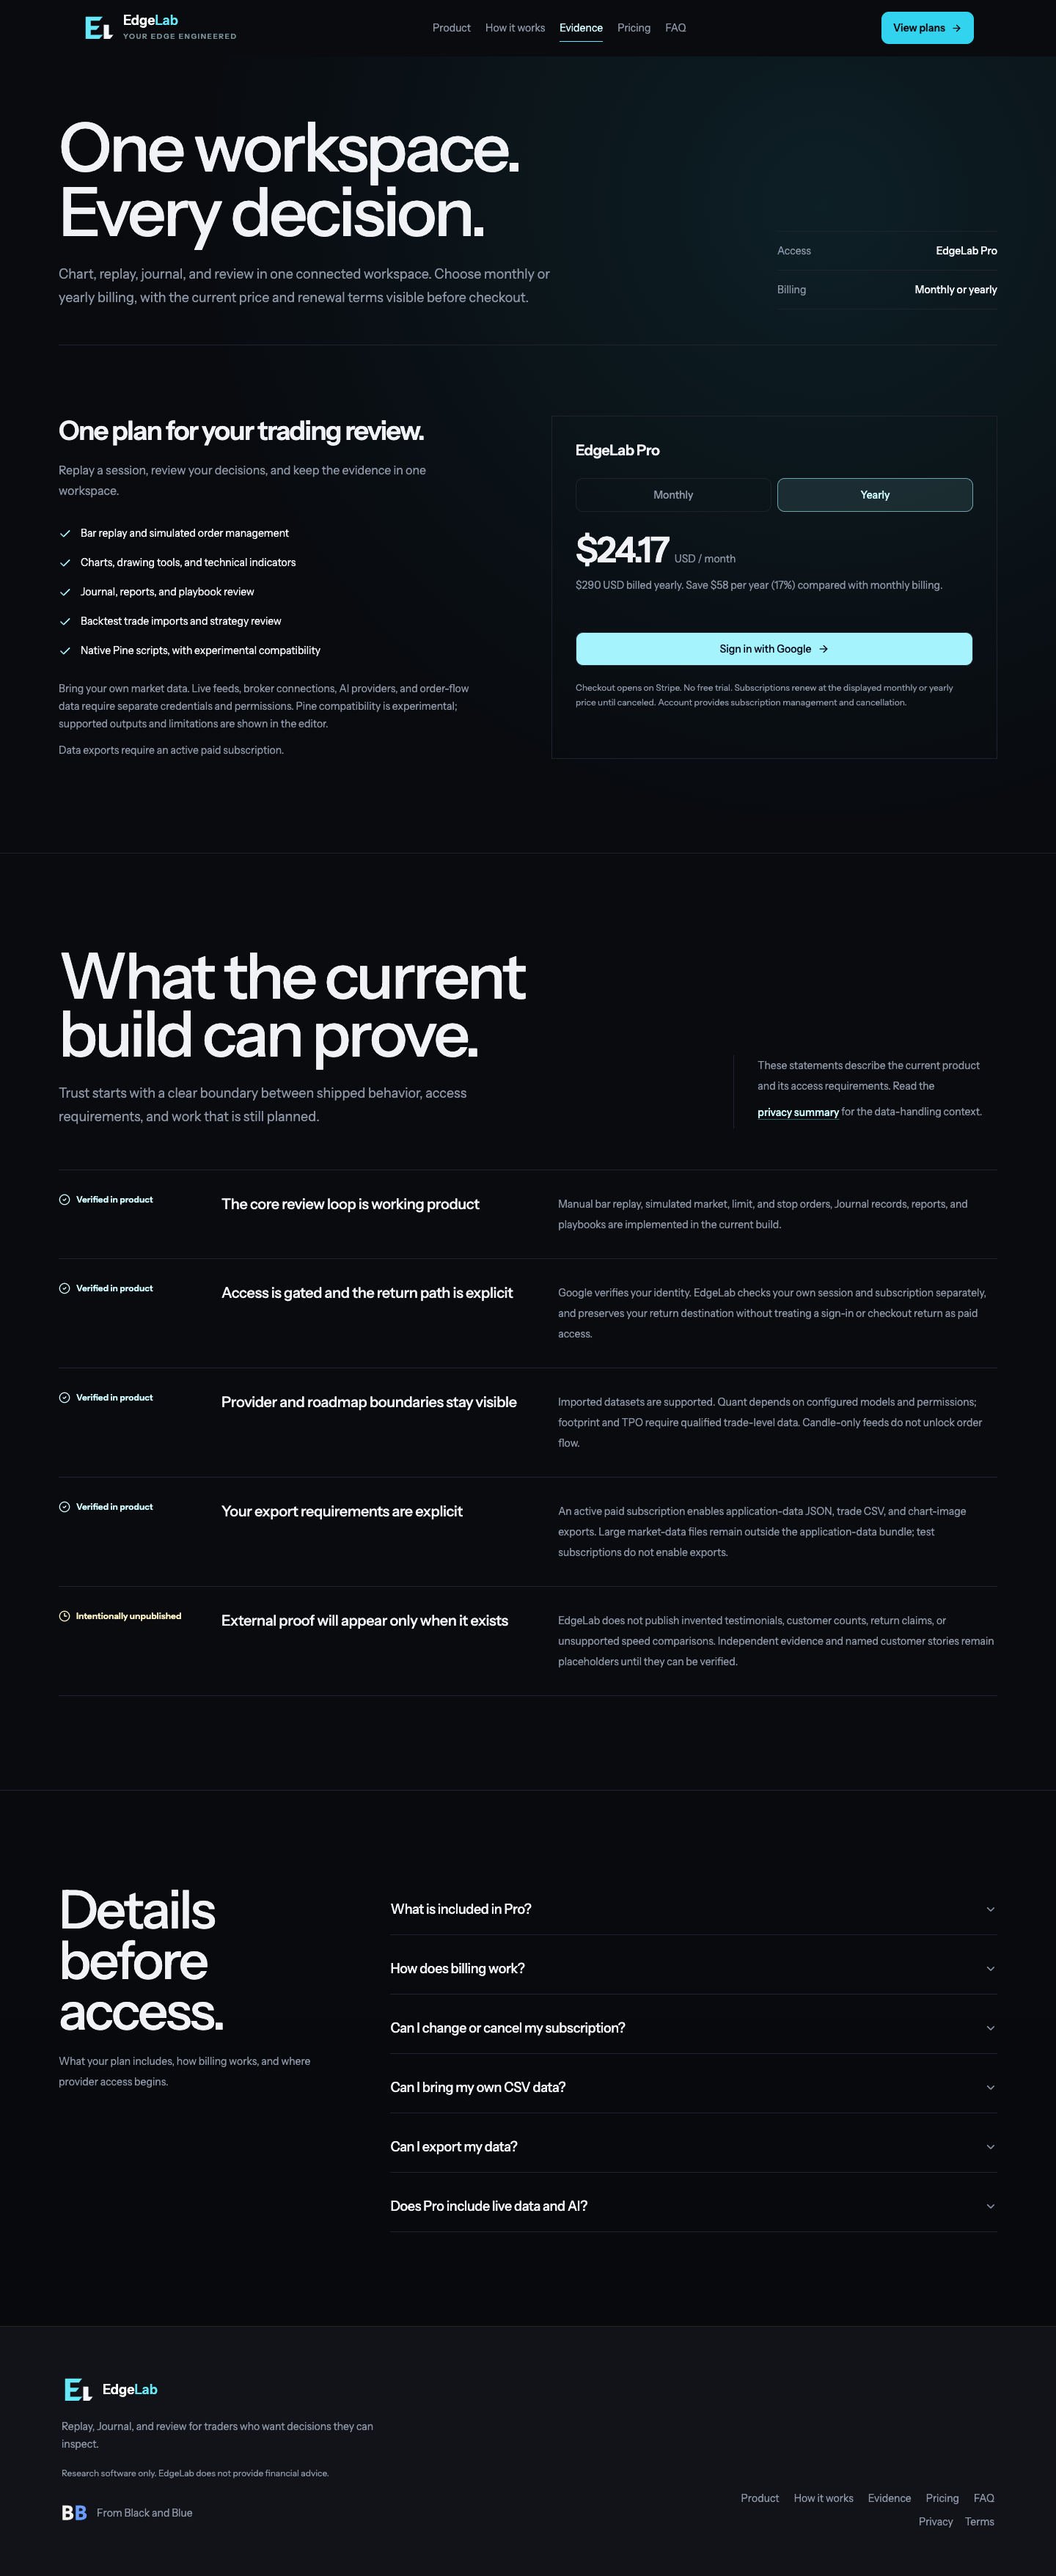 EL EdgeLab
YOUR EDGE ENGINEERED
Product How it works Evidence Pricing FAQ
View plans
One workspace.
Every decision.
Chart, replay, journal, and review in one connected workspace. Choose monthly or
yearly billing, with the current price and renewal terms visible before checkout.
Access EdgeLab Pro
Billing Monthly or yearly
One plan for your trading review.
Replay a session, review your decisions, and keep the evidence in one
workspace.
Bar replay and simulated order management
Charts, drawing tools, and technical indicators
Journal, reports, and playbook review
Backtest trade imports and strategy review
Native Pine scripts, with experimental compatibility
Bring your own market data. Live feeds, broker connections, AI providers, and order-flow
data require separate credentials and permissions. Pine compatibility is experimental;
supported outputs and limitations are shown in the editor.
Data exports require an active paid subscription.
EdgeLab Pro
Monthly Yearly
$24.17 USD / month
$290 USD billed yearly. Save $58 per year (17%) compared with monthly billing.
Sign in with Google
Checkout opens on Stripe. No free trial. Subscriptions renew at the displayed monthly or yearly
price until canceled. Account provides subscription management and cancellation.
What the current
build can prove.
Trust starts with a clear boundary between shipped behavior, access
requirements, and work that is still planned.
These statements describe the current product
and its access requirements. Read the
privacy summary for the data-handling context.
Verified in product
The core review loop is working product
Manual bar replay, simulated market, limit, and stop orders, Journal records, reports, and
playbooks are implemented in the current build.
Verified in product
Access is gated and the return path is explicit
Google verifies your identity. EdgeLab checks your own session and subscription separately,
and preserves your return destination without treating a sign-in or checkout return as paid
access.
Verified in product
Provider and roadmap boundaries stay visible
Imported datasets are supported. Quant depends on configured models and permissions;
footprint and TPO require qualified trade-level data. Candle-only feeds do not unlock order
flow.
Verified in product
Your export requirements are explicit
An active paid subscription enables application-data JSON, trade CSV, and chart-image
exports. Large market-data files remain outside the application-data bundle; test
subscriptions do not enable exports.
Intentionally unpublished
External proof will appear only when it exists
EdgeLab does not publish invented testimonials, customer counts, return claims, or
unsupported speed comparisons. Independent evidence and named customer stories remain
placeholders until they can be verified.
Details
before
access.
What your plan includes, how billing works, and where
provider access begins.
What is included in Pro?
How does billing work?
Can I change or cancel my subscription?
Can I bring my own CSV data?
Can I export my data?
Does Pro include live data and AI?
EL EdgeLab
Replay, Journal, and review for traders who want decisions they can
inspect.
Research software only. EdgeLab does not provide financial advice.
BB From Black and Blue
Product How it works Evidence Pricing FAQ
Privacy Terms